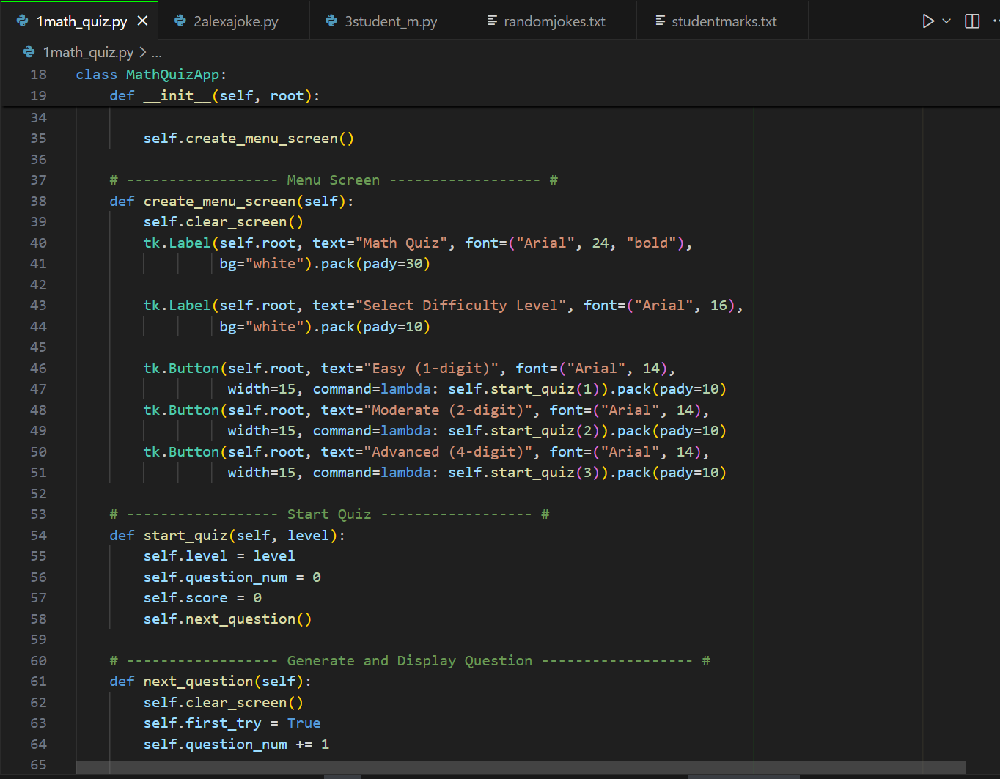 1math_quiz.py 2alexajoke.py 3student_m.py randomjokes.txt studentmarks.txt
1math_quiz.py > ...
18 class MathQuizApp:
19     def __init__(self, root):
34
35         self.create_menu_screen()
36
37     # ------------------ Menu Screen ------------------ #
38     def create_menu_screen(self):
39         self.clear_screen()
40         tk.Label(self.root, text="Math Quiz", font=("Arial", 24, "bold"),
41                  bg="white").pack(pady=30)
42
43         tk.Label(self.root, text="Select Difficulty Level", font=("Arial", 16),
44                  bg="white").pack(pady=10)
45
46         tk.Button(self.root, text="Easy (1-digit)", font=("Arial", 14),
47                   width=15, command=lambda: self.start_quiz(1)).pack(pady=10)
48         tk.Button(self.root, text="Moderate (2-digit)", font=("Arial", 14),
49                   width=15, command=lambda: self.start_quiz(2)).pack(pady=10)
50         tk.Button(self.root, text="Advanced (4-digit)", font=("Arial", 14),
51                   width=15, command=lambda: self.start_quiz(3)).pack(pady=10)
52
53     # ------------------ Start Quiz ------------------ #
54     def start_quiz(self, level):
55         self.level = level
56         self.question_num = 0
57         self.score = 0
58         self.next_question()
59
60     # ------------------ Generate and Display Question ------------------ #
61     def next_question(self):
62         self.clear_screen()
63         self.first_try = True
64         self.question_num += 1
65